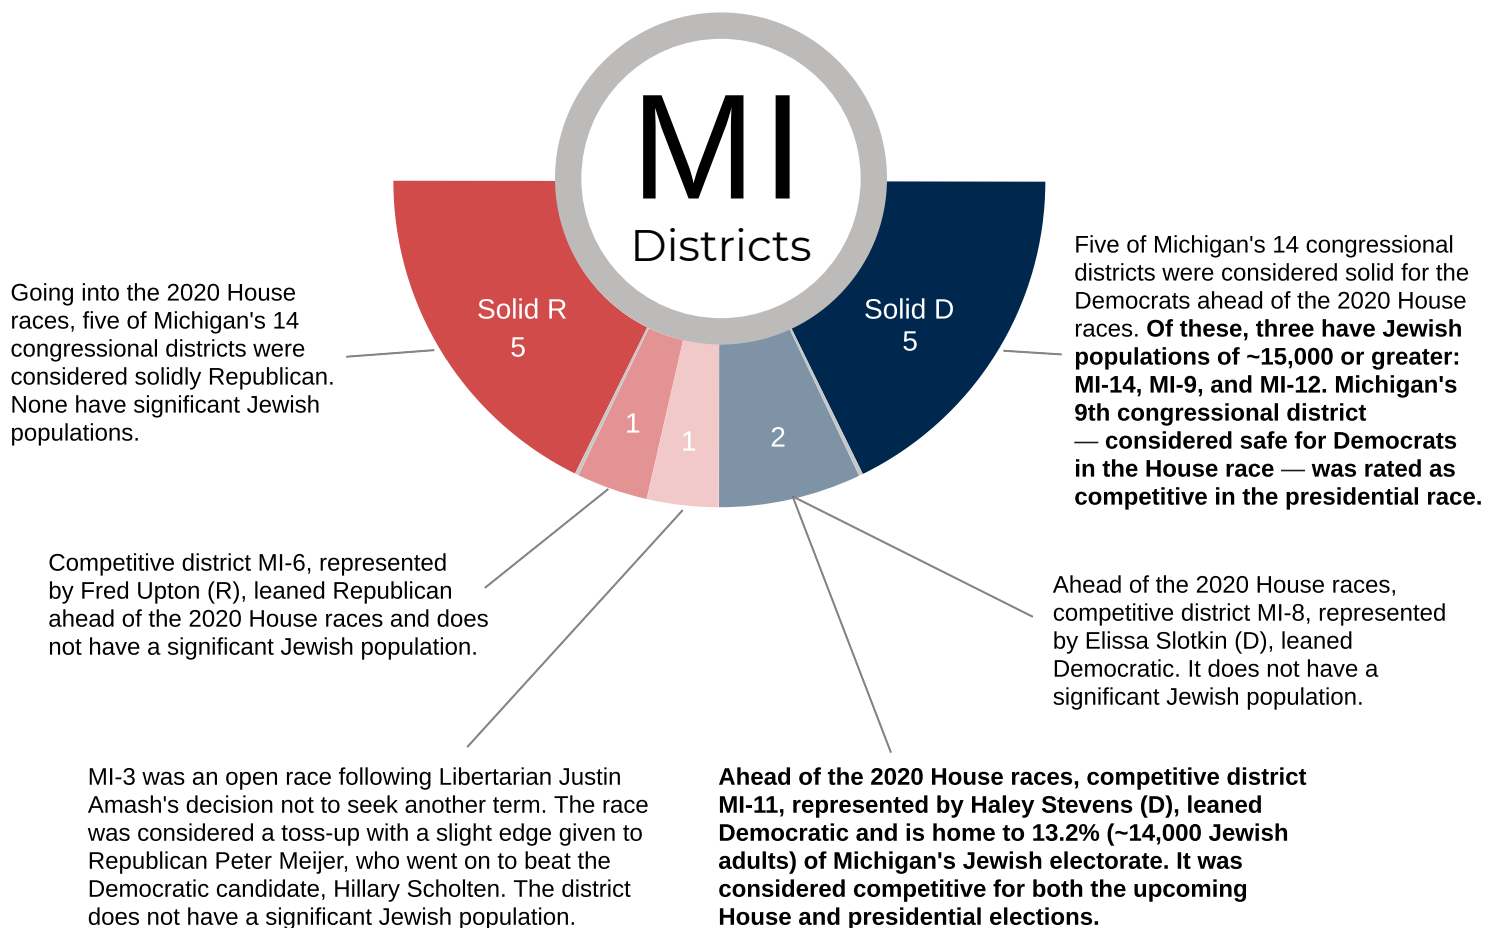 MI
Districts
Solid R
5
Solid D
5
1
1
2
Going into the 2020 House
races, five of Michigan's 14
congressional districts were
considered solidly Republican.
None have significant Jewish
populations.
Five of Michigan's 14 congressional
districts were considered solid for the
Democrats ahead of the 2020 House
races. Of these, three have Jewish
populations of ~15,000 or greater:
MI-14, MI-9, and MI-12. Michigan's
9th congressional district
— considered safe for Democrats
in the House race — was rated as
competitive in the presidential race.
Competitive district MI-6, represented
by Fred Upton (R), leaned Republican
ahead of the 2020 House races and does
not have a significant Jewish population.
Ahead of the 2020 House races,
competitive district MI-8, represented
by Elissa Slotkin (D), leaned
Democratic. It does not have a
significant Jewish population.
MI-3 was an open race following Libertarian Justin
Amash's decision not to seek another term. The race
was considered a toss-up with a slight edge given to
Republican Peter Meijer, who went on to beat the
Democratic candidate, Hillary Scholten. The district
does not have a significant Jewish population.
Ahead of the 2020 House races, competitive district
MI-11, represented by Haley Stevens (D), leaned
Democratic and is home to 13.2% (~14,000 Jewish
adults) of Michigan's Jewish electorate. It was
considered competitive for both the upcoming
House and presidential elections.